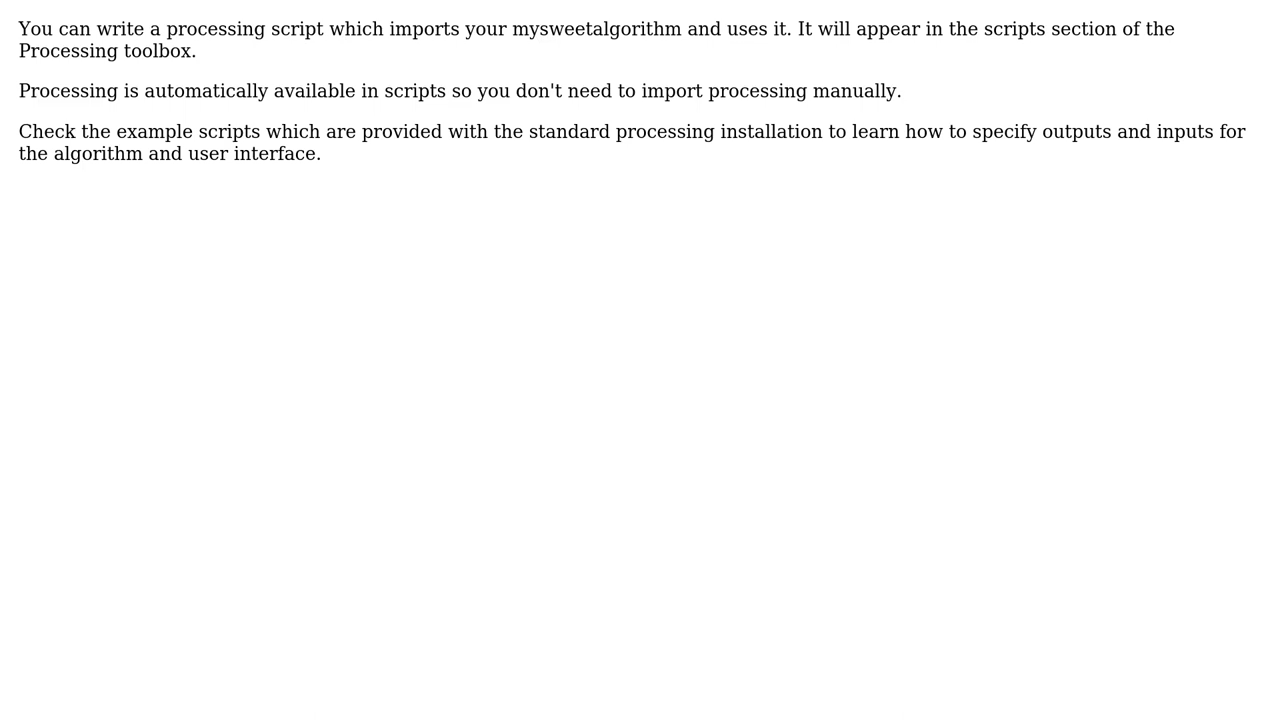 You can write a processing script which imports your mysweetalgorithm and uses it. It will appear in the scripts section of the
Processing toolbox.
Processing is automatically available in scripts so you don't need to import processing manually.
Check the example scripts which are provided with the standard processing installation to learn how to specify outputs and inputs for
the algorithm and user interface.